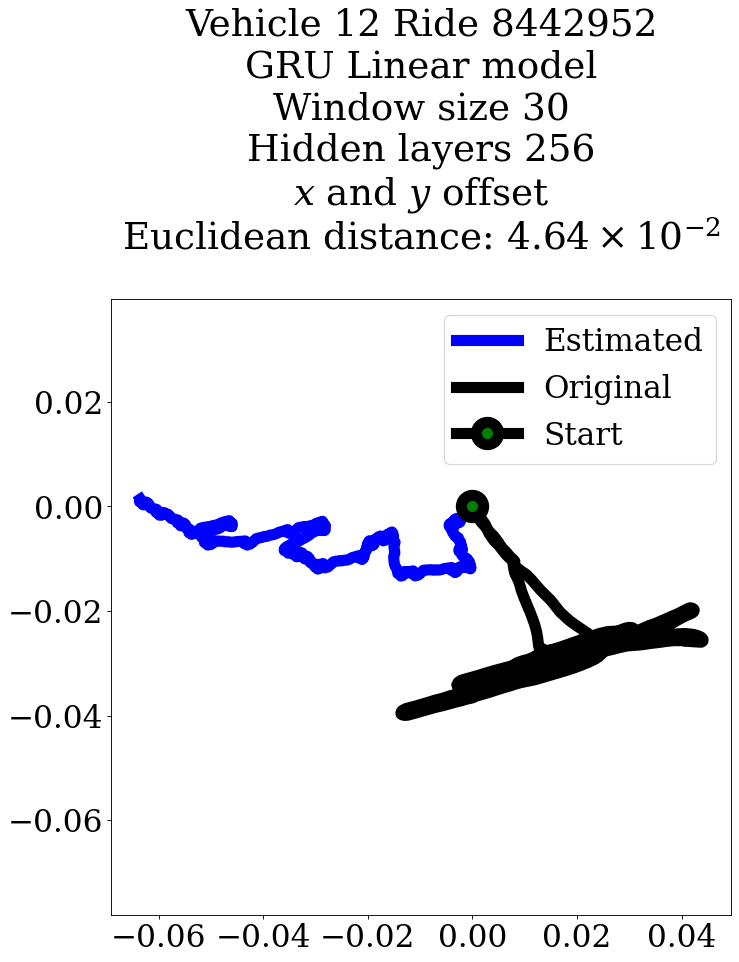 Vehicle 12 Ride 8442952
GRU Linear model
Window size 30
Hidden layers 256
x and y offset
Euclidean distance: 4.64 × 10⁻²
Estimated
Original
Start
0.02
0.00
−0.02
−0.04
−0.06
−0.06 −0.04 −0.02 0.00 0.02 0.04